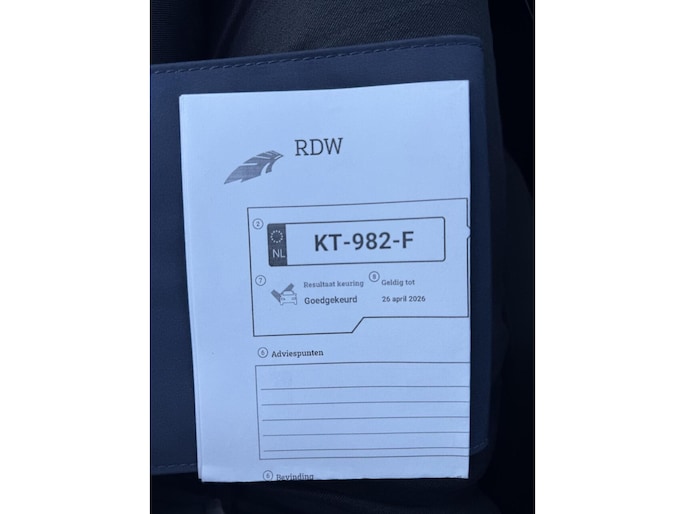 RDW
2
NL
KT-982-F
7 Resultaat keuring 8 Geldig tot
Goedgekeurd 26 april 2026
6 Adviespunten
Bevinding